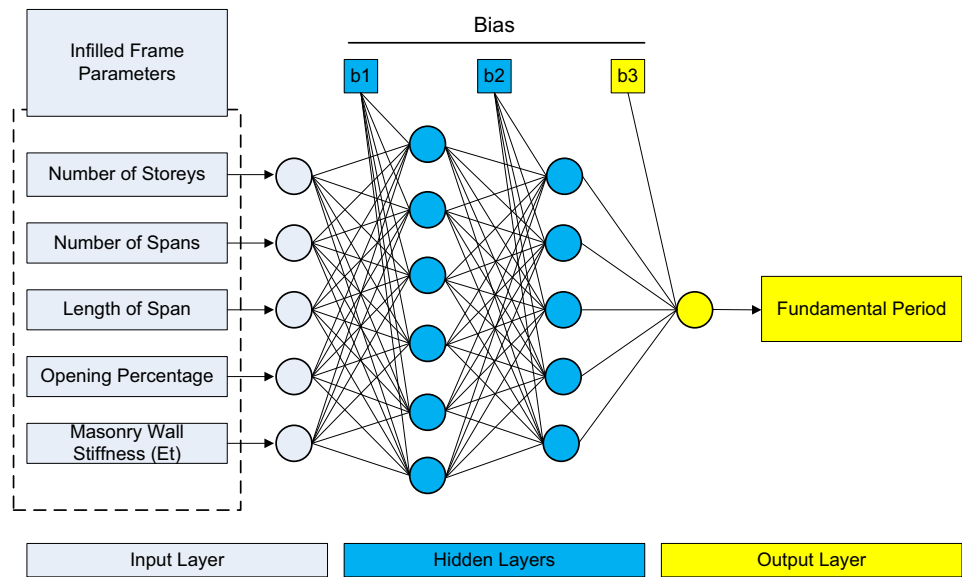 Infilled Frame
Parameters
Bias
b1
b2
b3
Number of Storeys
Number of Spans
Length of Span
Opening Percentage
Masonry Wall
Stiffness (Et)
Fundamental Period
Input Layer
Hidden Layers
Output Layer